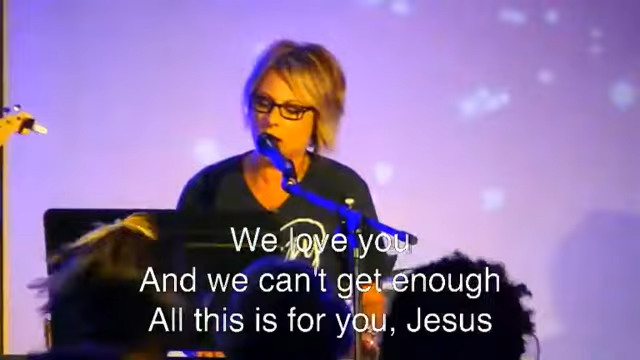 We love you
And we can't get enough
All this is for you, Jesus